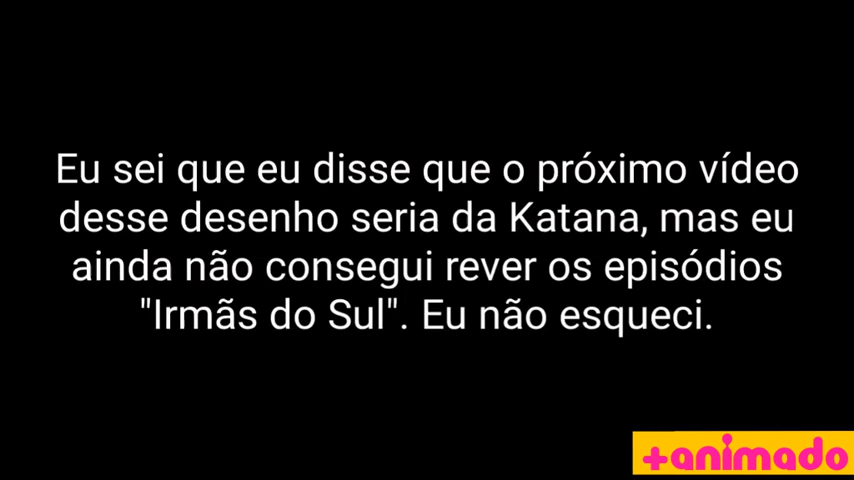 Eu sei que eu disse que o próximo vídeo
desse desenho seria da Katana, mas eu
ainda não consegui rever os episódios
"Irmãs do Sul". Eu não esqueci.
+animado